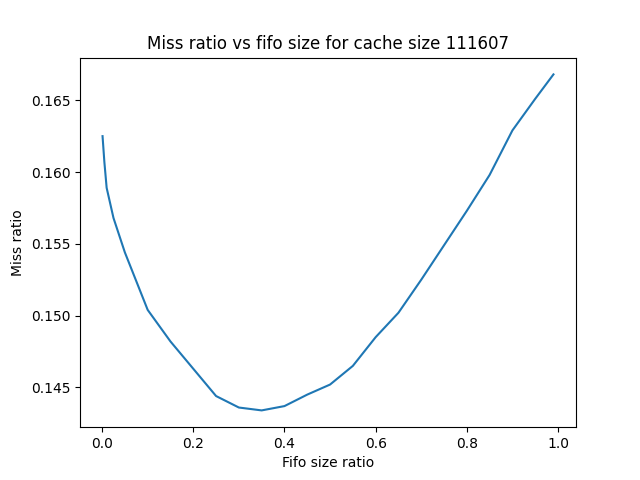 Miss ratio vs fifo size for cache size 111607
0.165
0.160
0.155
0.150
0.145
Miss ratio
0.0 0.2 0.4 0.6 0.8 1.0
Fifo size ratio